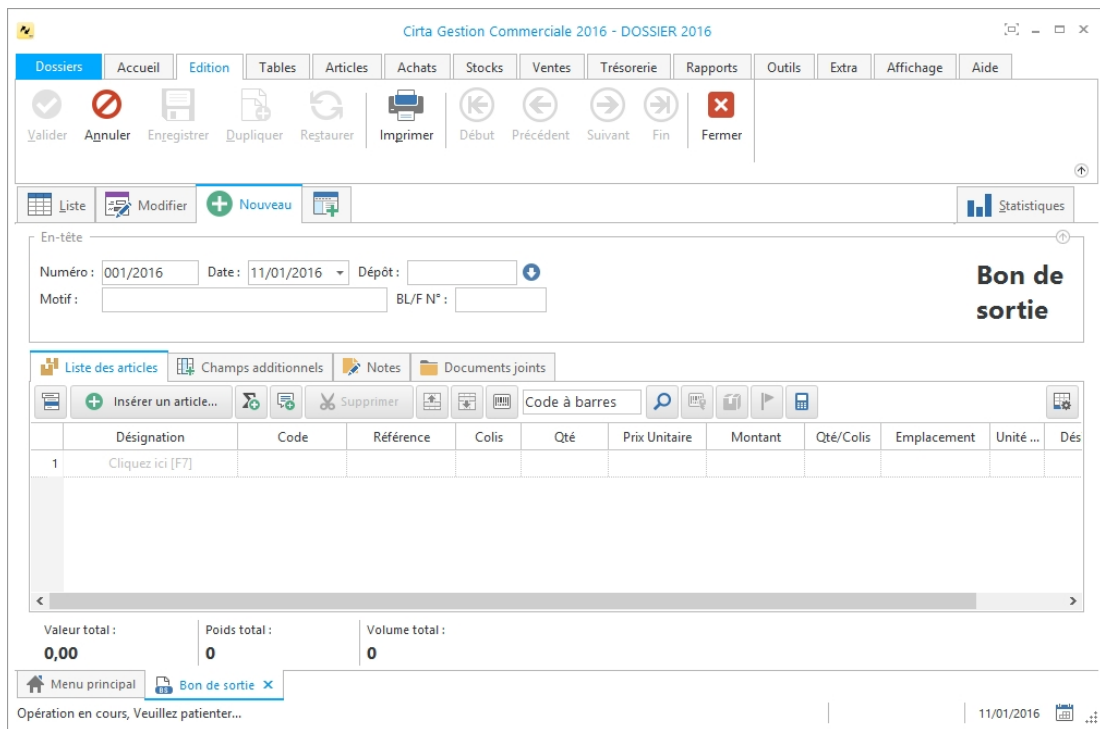 Cirta Gestion Commerciale 2016 - DOSSIER 2016
Dossiers Accueil Edition Tables Articles Achats Stocks Ventes Trésorerie Rapports Outils Extra Affichage Aide
Valider Annuler Enregistrer Dupliquer Restaurer Imprimer Début Précédent Suivant Fin Fermer
Liste Modifier Nouveau Statistiques
En-tête
Numéro : 001/2016 Date : 11/01/2016 Dépôt :
Motif : BL/F N° :
Bon de
sortie
Liste des articles Champs additionnels Notes Documents joints
Insérer un article... Supprimer Code à barres
Désignation Code Référence Colis Qté Prix Unitaire Montant Qté/Colis Emplacement Unité ... Dés
1 Cliquez ici [F7]
Valeur total : Poids total : Volume total :
0,00 0 0
Menu principal BS Bon de sortie
Opération en cours, Veuillez patienter... 11/01/2016